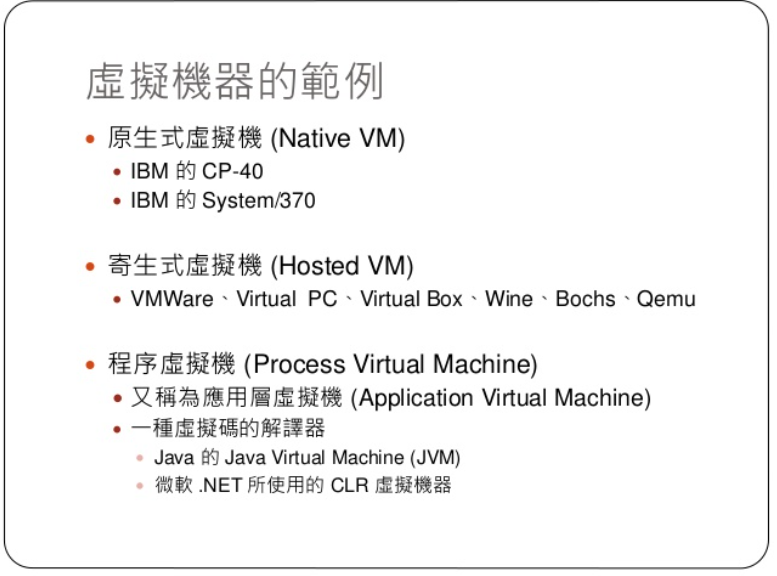 虛擬機器的範例
• 原生式虛擬機 (Native VM)
• IBM 的 CP-40
• IBM 的 System/370
• 寄生式虛擬機 (Hosted VM)
• VMWare、Virtual PC、Virtual Box、Wine、Bochs、Qemu
• 程序虛擬機 (Process Virtual Machine)
• 又稱為應用層虛擬機 (Application Virtual Machine)
• 一種虛擬碼的解譯器
• Java 的 Java Virtual Machine (JVM)
• 微軟 .NET 所使用的 CLR 虛擬機器